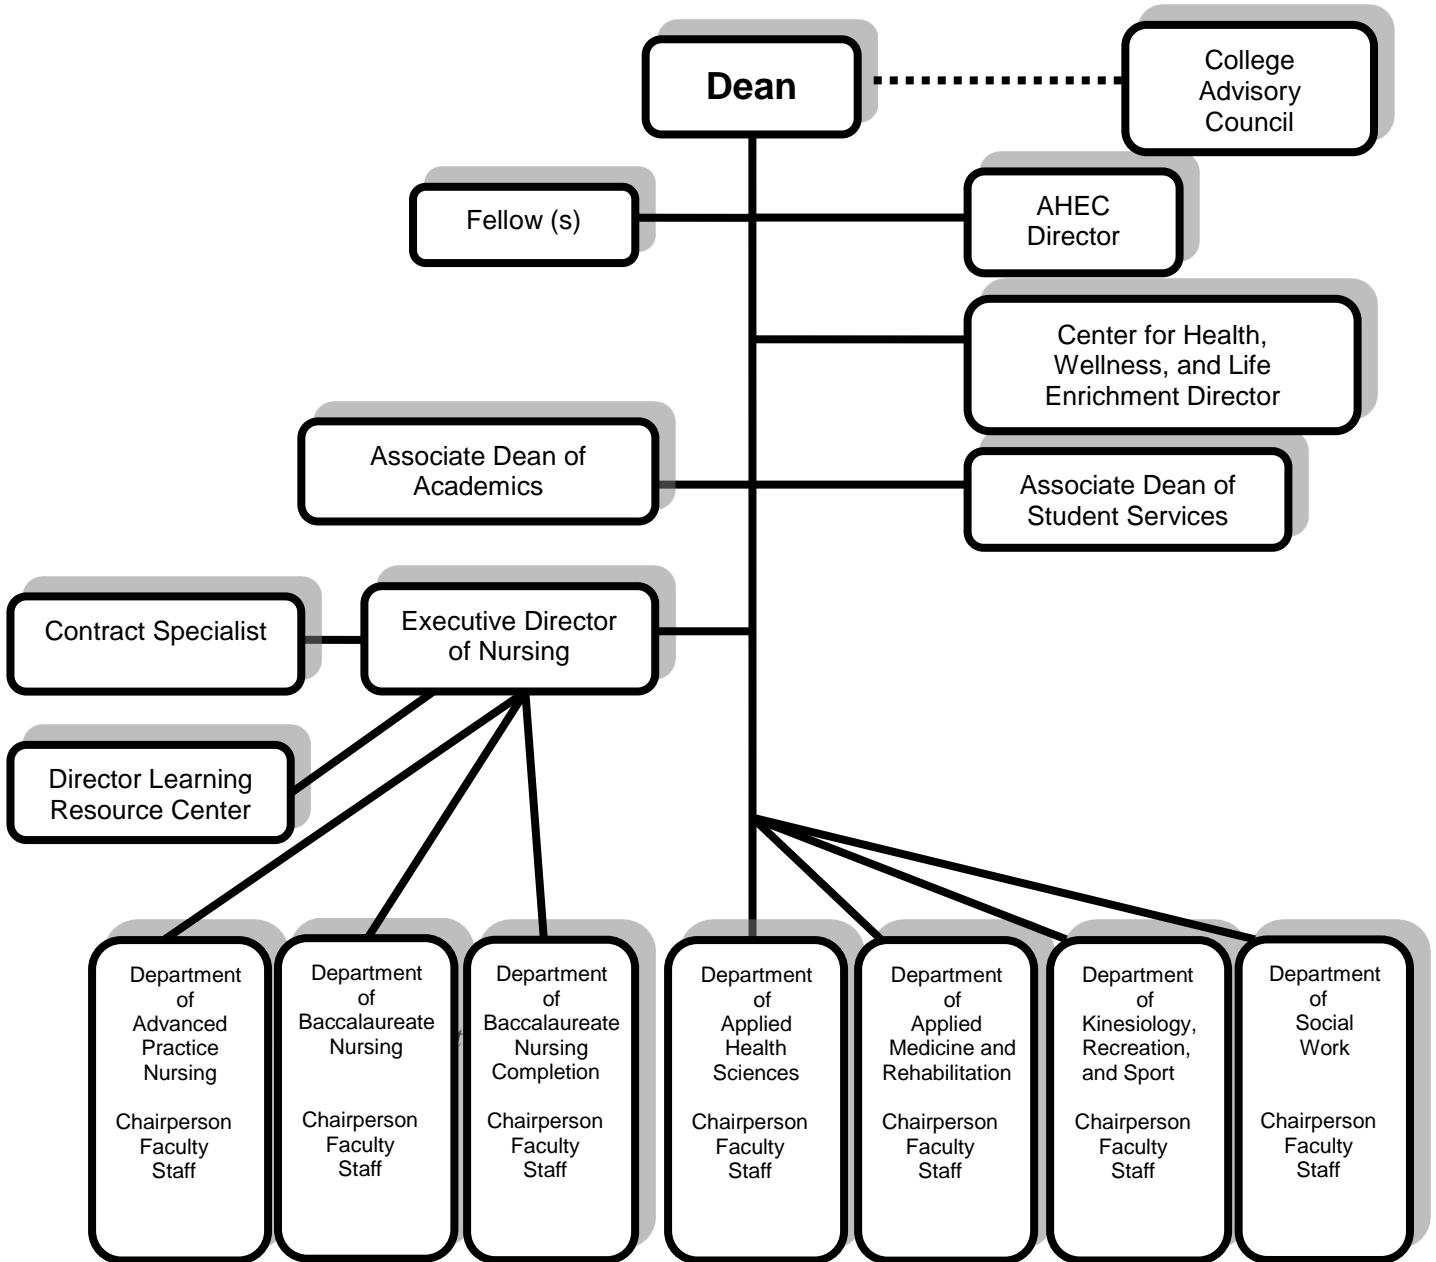 Dean
College
Advisory
Council
Fellow (s)
AHEC
Director
Center for Health,
Wellness, and Life
Enrichment Director
Associate Dean of
Academics
Associate Dean of
Student Services
Contract Specialist
Executive Director
of Nursing
Director Learning
Resource Center
Department
of
Advanced
Practice
Nursing
Chairperson
Faculty
Staff
Department
of
Baccalaureate
Nursing
Chairperson
Faculty
Staff
Department
of
Baccalaureate
Nursing
Completion
Chairperson
Faculty
Staff
Department
of
Applied
Health
Sciences
Chairperson
Faculty
Staff
Department
of
Applied
Medicine and
Rehabilitation
Chairperson
Faculty
Staff
Department
of
Kinesiology,
Recreation,
and Sport
Chairperson
Faculty
Staff
Department
of
Social
Work
Chairperson
Faculty
Staff